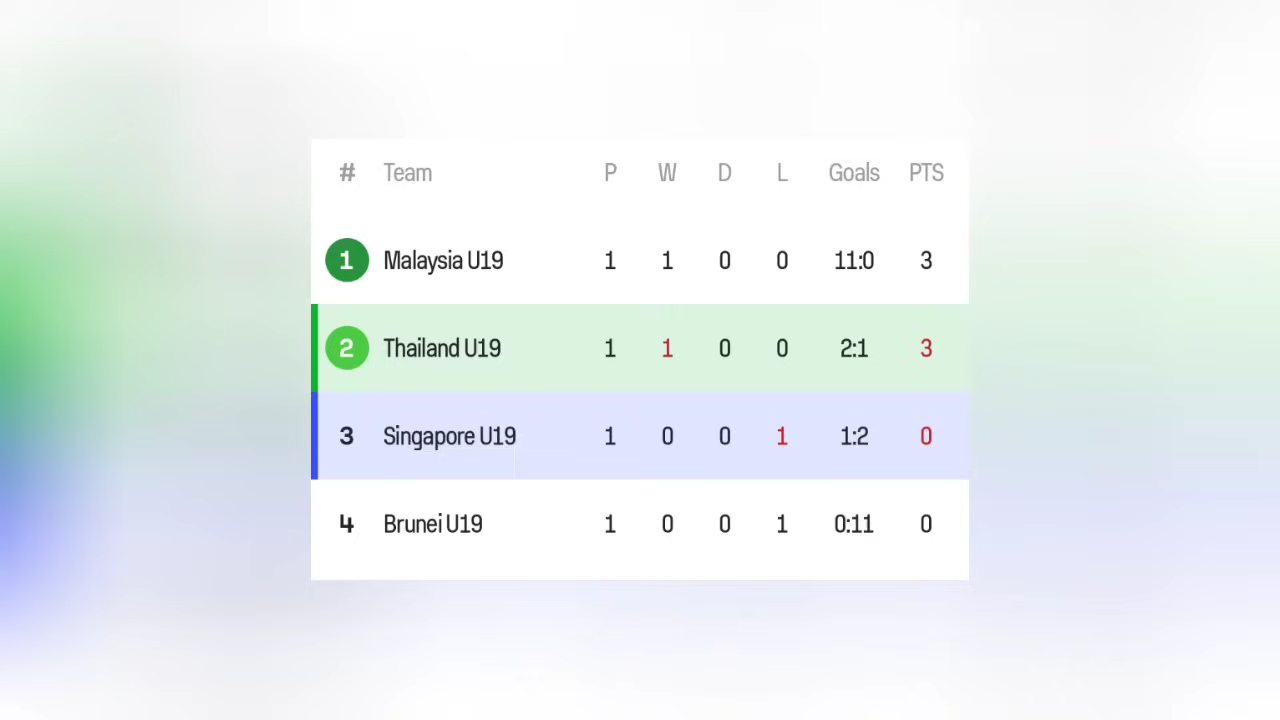 # Team P W D L Goals PTS
1 Malaysia U19 1 1 0 0 11:0 3
2 Thailand U19 1 1 0 0 2:1 3
3 Singapore U19 1 0 0 1 1:2 0
4 Brunei U19 1 0 0 1 0:11 0